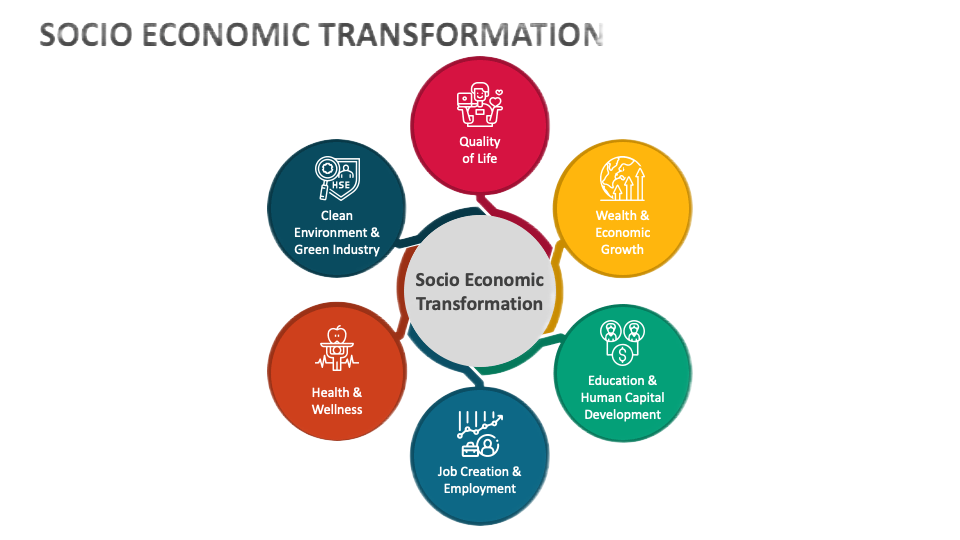 SOCIO ECONOMIC TRANSFORMATION
Quality
of Life
Wealth &
Economic
Growth
Education &
Human Capital
Development
Job Creation &
Employment
Health &
Wellness
HSE
Clean
Environment &
Green Industry
Socio Economic
Transformation
$